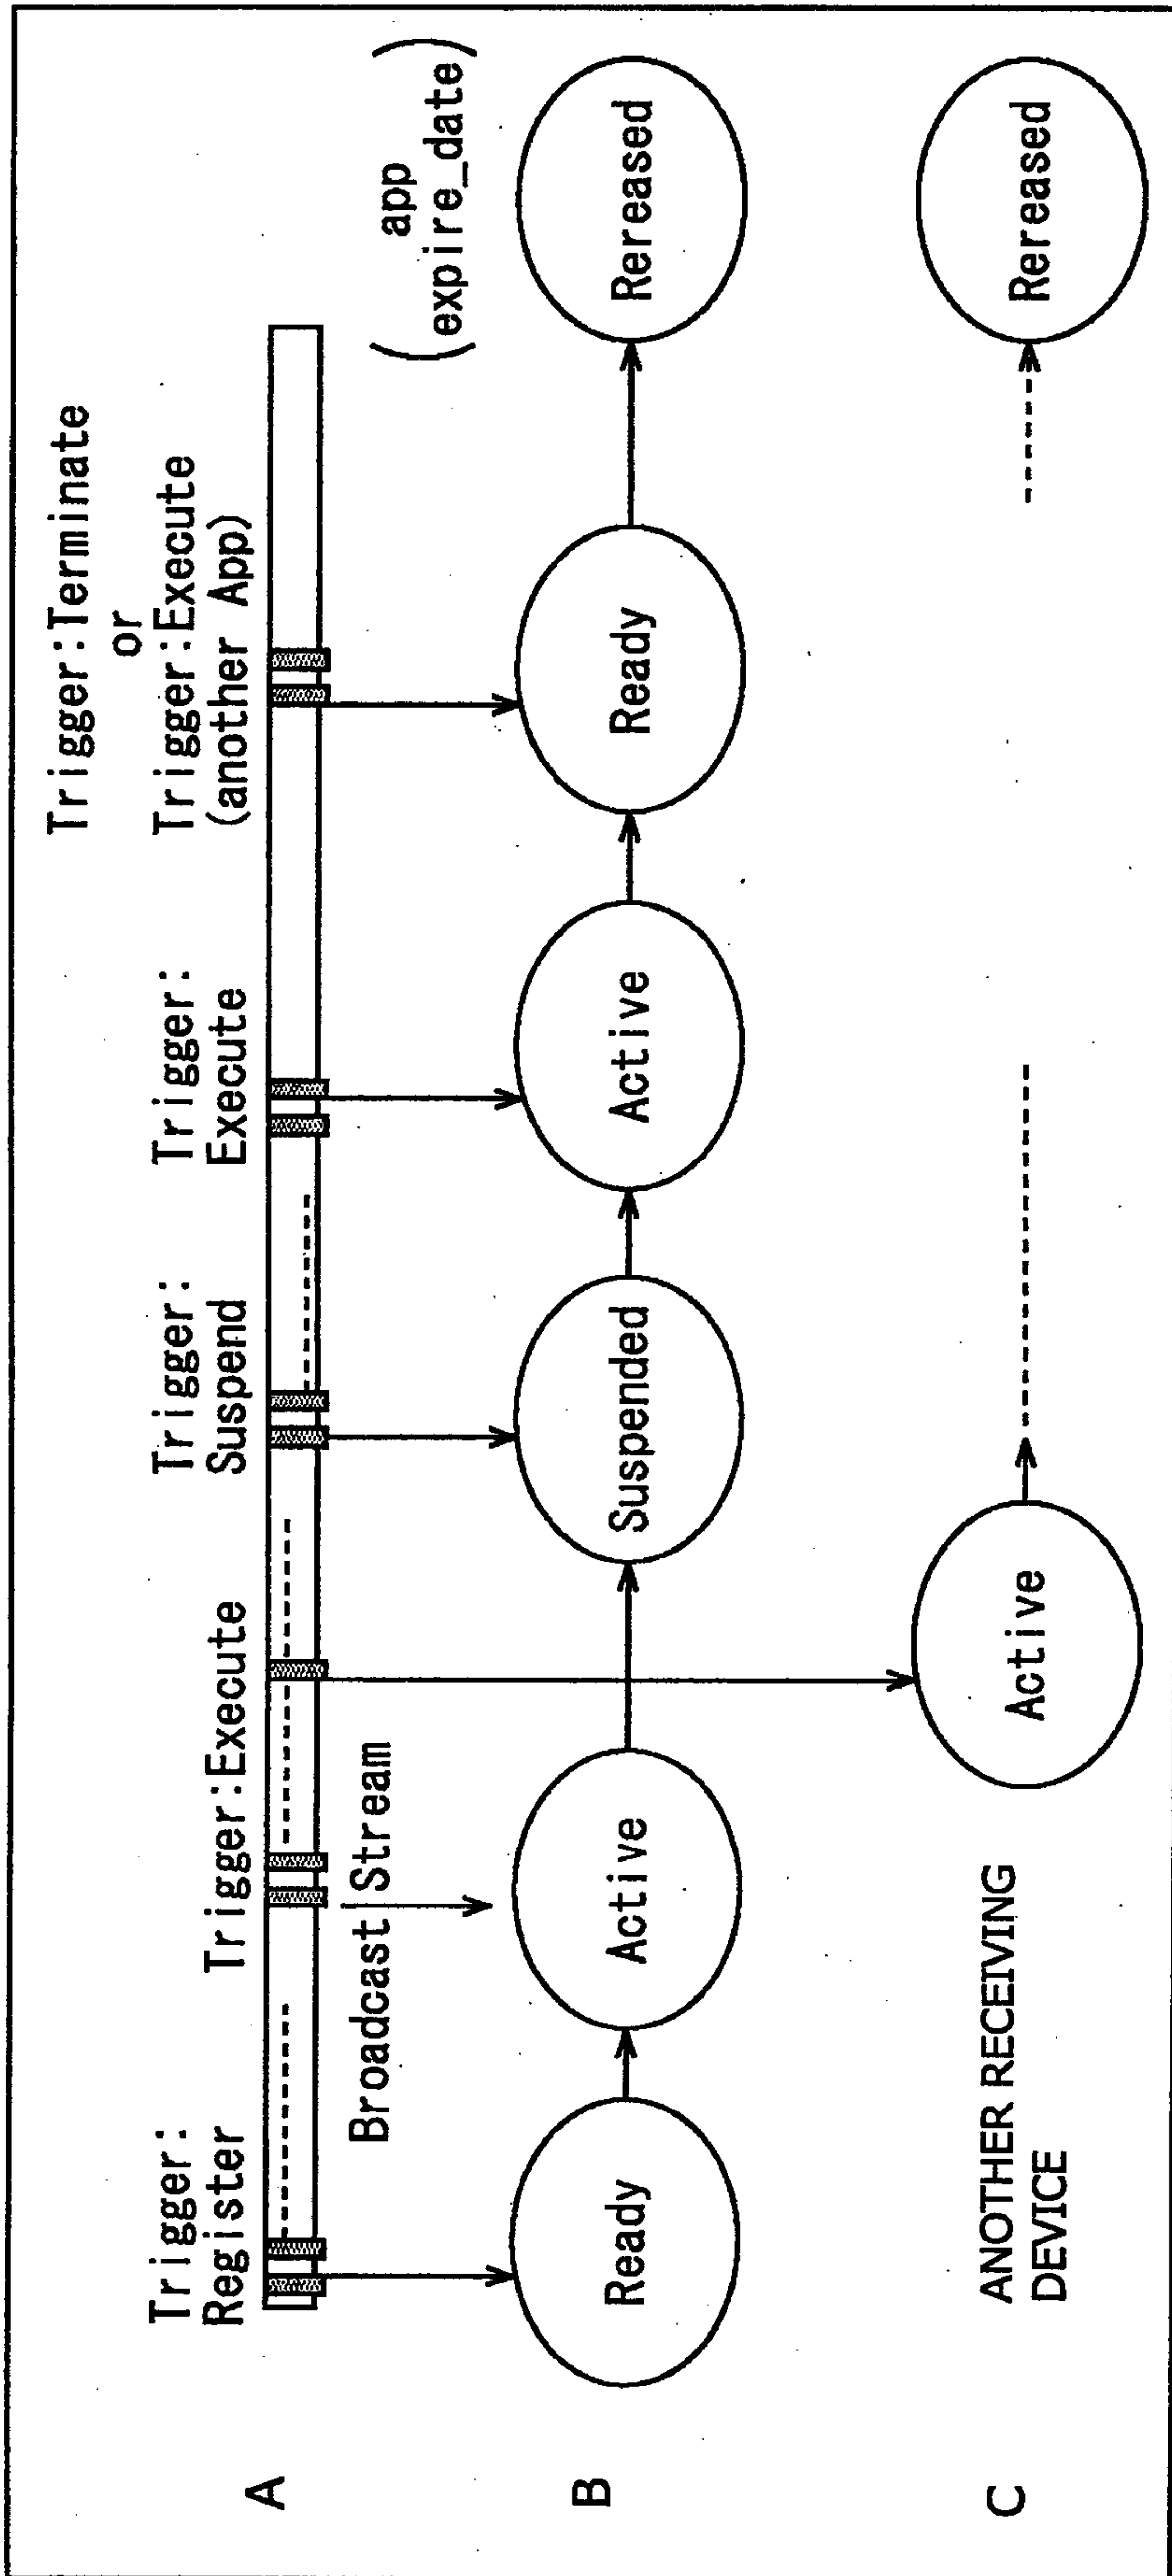 A
Trigger:
Register
Trigger:Execute
Trigger:
Suspend
Trigger:
Execute
Trigger:Terminate
or
Trigger:Execute
(another App)
Broadcast Stream
app
(expire_date)
B
Ready
Active
Suspended
Active
Ready
Rereased
C
ANOTHER RECEIVING
DEVICE
Active
Rereased